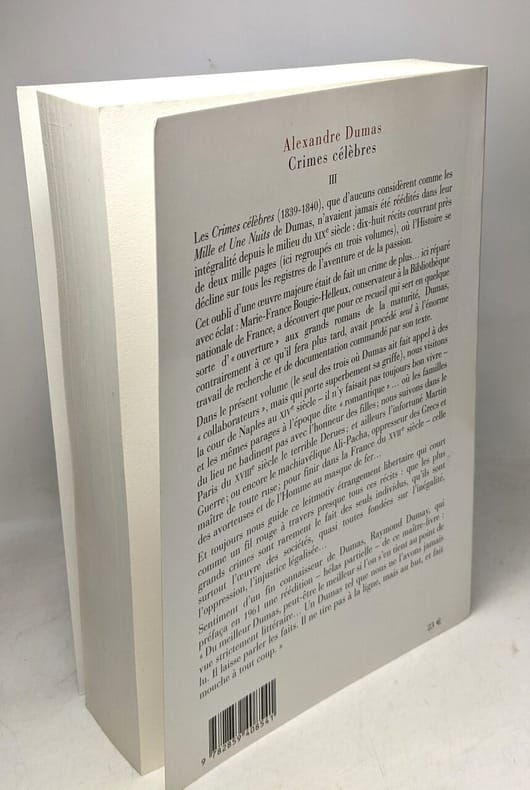 Alexandre Dumas
Crimes célèbres
III
Les Crimes célèbres (1839-1840), que d'aucuns considèrent comme les
Mille et Une Nuits de Dumas, n'avaient jamais été réédités dans leur
intégralité depuis le milieu du XIXe siècle : dix-huit récits couvrant près
de deux mille pages (ici regroupés en trois volumes), où l'Histoire se
décline sur tous les registres de l'aventure et de la passion.
Cet oubli d'une œuvre majeure était de fait un crime de plus... ici réparé
avec éclat : Marie-France Bougie-Helleux, conservateur à la Bibliothèque
nationale de France, a découvert que pour ce recueil qui sert en quelque
sorte d'« ouverture » aux grands romans de la maturité, Dumas,
contrairement à ce qu'il fera plus tard, avait procédé seul à l'énorme
travail de recherche et de documentation commandé par son texte.
Dans le présent volume (le seul des trois où Dumas ait fait appel à des
« collaborateurs », mais qui porte superbement sa griffe), nous visitons
la cour de Naples au XIVe siècle – il n'y faisait pas toujours bon vivre –
et les mêmes parages à l'époque dite « romantique »... où les familles
du lieu ne badinent pas avec l'honneur des filles; nous suivons dans le
Paris du XVIIIe siècle le terrible Derues; et ailleurs l'infortuné Martin
Guerre; ou encore le machiavélique Ali-Pacha, oppresseur des Grecs et
maître de toute ruse; pour finir dans la France du XVIIe siècle – celle
des avorteuses et de l'Homme au masque de fer...
Et toujours nous guide ce leitmotiv étrangement libertaire qui court
comme un fil rouge à travers presque tous ces récits : que les plus
grands crimes sont rarement le fait des seuls individus, qu'ils sont
surtout l'œuvre des sociétés, quasi toutes fondées sur l'inégalité,
l'oppression, l'injustice légalisée...
Sentiment d'un fin connaisseur de Dumas, Raymond Dumay, qui
préfaça en 1961 une réédition – hélas partielle – de ce maître-livre :
« Du meilleur Dumas, peut-être le meilleur si l'on s'en tient au point de
vue strictement littéraire... Un Dumas tel que nous ne l'avons jamais
lu. Il laisse parler les faits. Il ne tire pas à la ligne, mais au but, et fait
mouche à tout coup. »
23 €
9 782859 408541